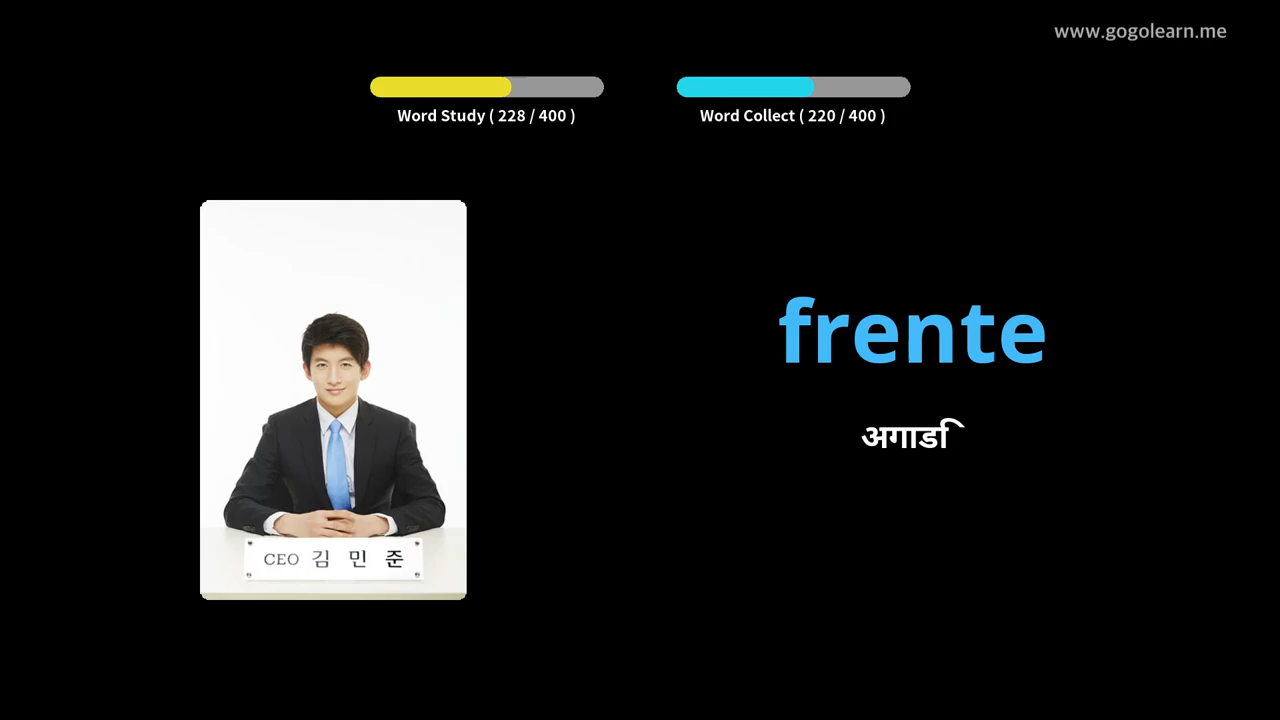 www.gogolearn.me
Word Study ( 228 / 400 )
Word Collect ( 220 / 400 )
frente
अगाडि
CEO 김 민 준